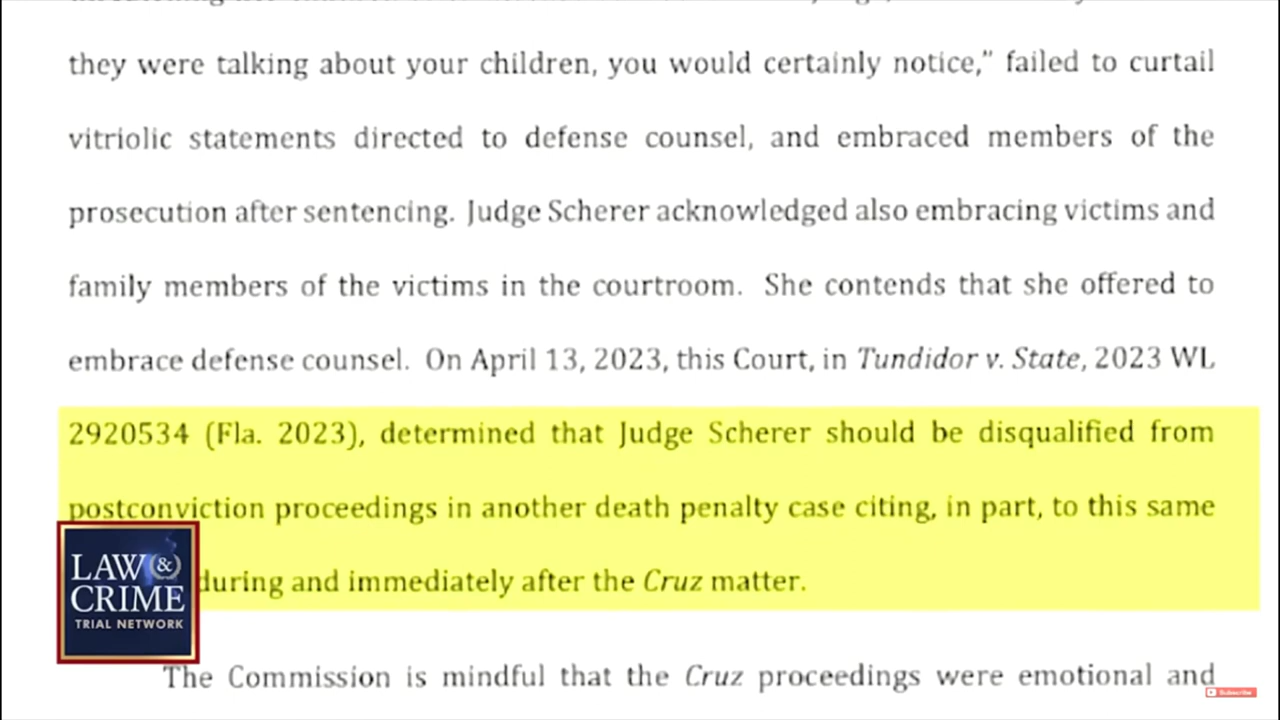 they were talking about your children, you would certainly notice,” failed to curtail
vitriolic statements directed to defense counsel, and embraced members of the
prosecution after sentencing. Judge Scherer acknowledged also embracing victims and
family members of the victims in the courtroom. She contends that she offered to
embrace defense counsel. On April 13, 2023, this Court, in Tundidor v. State, 2023 WL
2920534 (Fla. 2023), determined that Judge Scherer should be disqualified from
postconviction proceedings in another death penalty case citing, in part, to this same
during and immediately after the Cruz matter.
LAW &
CRIME
TRIAL NETWORK
The Commission is mindful that the Cruz proceedings were emotional and
Subscribe